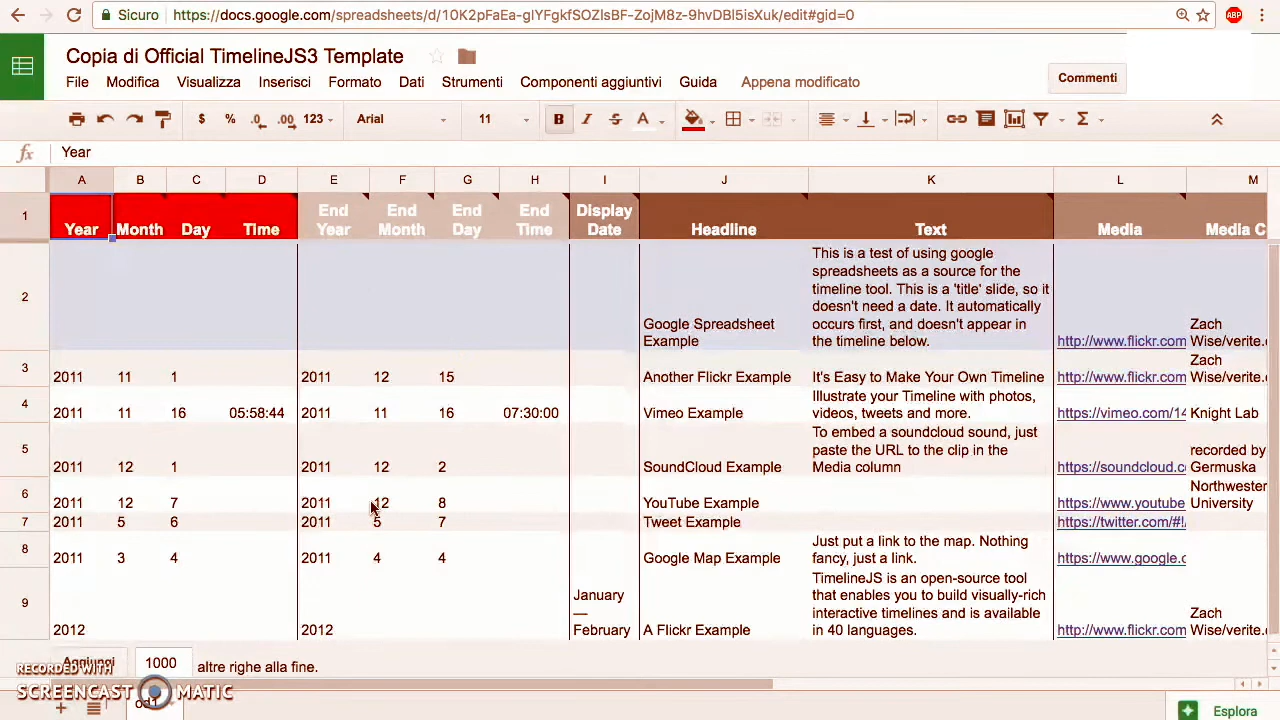 Sicuro https://docs.google.com/spreadsheets/d/10K2pFaEa-glYFgkfSOZlsBF-ZojM8z-9hvDBl5isXuk/edit#gid=0 ABP
Copia di Official TimelineJS3 Template
File Modifica Visualizza Inserisci Formato Dati Strumenti Componenti aggiuntivi Guida Appena modificato Commenti
$ % .0 .00 123 Arial 11 B I S A Σ
fx Year
A B C D E F G H I J K L M
1 Year Month Day Time End Year End Month End Day End Time Display Date Headline Text Media Media C
This is a test of using google
spreadsheets as a source for the
timeline tool. This is a 'title' slide, so it
doesn't need a date. It automatically
2 Google Spreadsheet occurs first, and doesn't appear in Zach
Example the timeline below. http://www.flickr.com Wise/verite.
3 Zach
2011 11 1 2011 12 15 Another Flickr Example It's Easy to Make Your Own Timeline http://www.flickr.com Wise/verite.
4 Illustrate your Timeline with photos,
2011 11 16 05:58:44 2011 11 16 07:30:00 Vimeo Example videos, tweets and more. https://vimeo.com/14 Knight Lab
To embed a soundcloud sound, just
5 paste the URL to the clip in the recorded by
2011 12 1 2011 12 2 SoundCloud Example Media column https://soundcloud.c Germuska
6 Northwester
2011 12 7 2011 12 8 YouTube Example https://www.youtube University
7 2011 5 6 2011 5 7 Tweet Example https://twitter.com/#!/
8 Just put a link to the map. Nothing
2011 3 4 2011 4 4 Google Map Example fancy, just a link. https://www.google.c
TimelineJS is an open-source tool
9 January that enables you to build visually-rich
— interactive timelines and is available Zach
2012 2012 February A Flickr Example in 40 languages. http://www.flickr.com Wise/verite.
Aggiungi 1000 altre righe alla fine.
RECORDED WITH
SCREENCAST MATIC
od1
Esplora